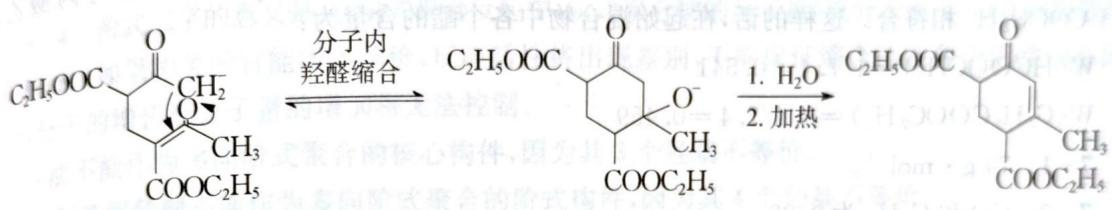 O
C₂H₅OOC
CH₂
O
CH₃
COOC₂H₅
分子内
羟醛缩合
O
C₂H₅OOC
O⁻
CH₃
COOC₂H₅
1. H₂O
2. 加热
O
C₂H₅OOC
CH₃
COOC₂H₅